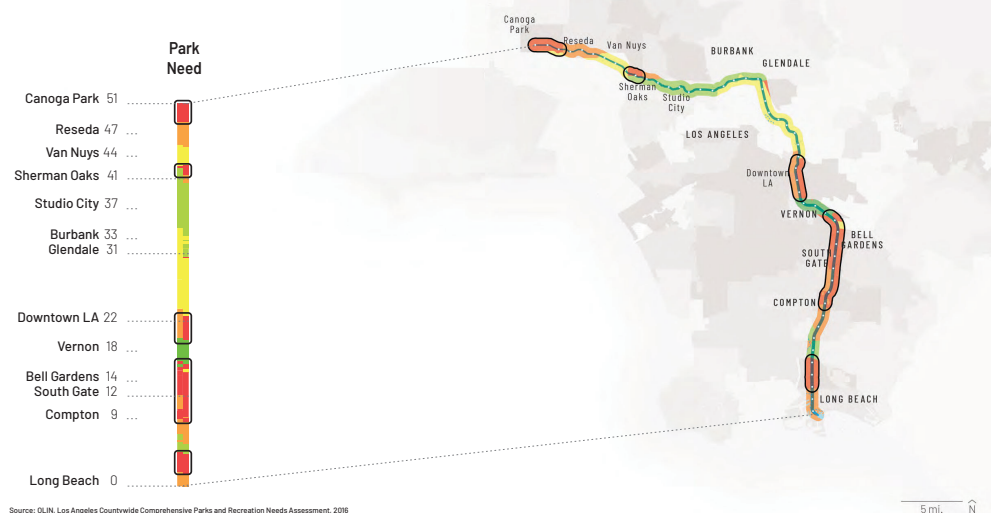 Park
Need
Canoga Park 51
Reseda 47 ...
Van Nuys 44 ...
Sherman Oaks 41
Studio City 37 ...
Burbank 33 ...
Glendale 31
Downtown LA 22
Vernon 18 ...
Bell Gardens 14 ...
South Gate 12
Compton 9 ...
Long Beach 0
Canoga
Park
Reseda
Van Nuys
BURBANK
GLENDALE
Sherman
Oaks
Studio
City
LOS ANGELES
Downtown
LA
VERNON
BELL
GARDENS
SOUTH
GATE
COMPTON
LONG BEACH
Source: OLIN, Los Angeles Countywide Comprehensive Parks and Recreation Needs Assessment, 2016
5 mi.
N